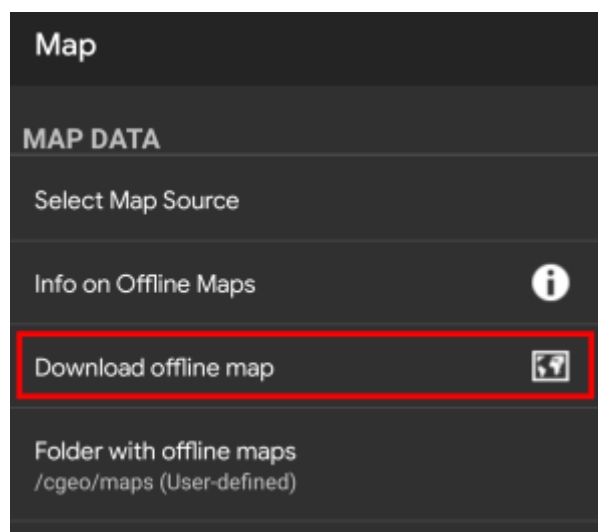 Map
MAP DATA
Select Map Source
Info on Offline Maps
Download offline map
Folder with offline maps
/cgeo/maps (User-defined)